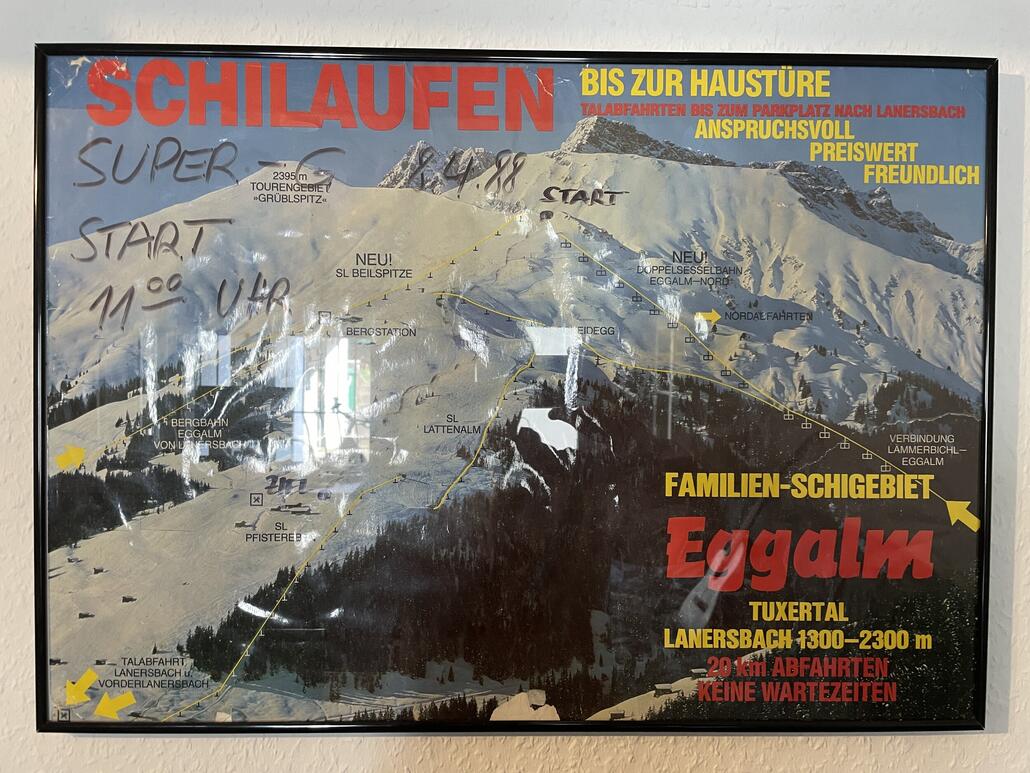 SCHILAUFEN
BIS ZUR HAUSTÜRE
TALABFAHRTEN BIS ZUM PARKPLATZ NACH LANERSBACH
ANSPRUCHSVOLL
PREISWERT
FREUNDLICH
SUPER-G 8.4.88
START
11⁰⁰ UHR
START
2395 m
TOURENGEBIET
»GRÜBLSPITZ«
NEU!
SL BEILSPITZE
NEU!
DOPPELSESSELBAHN
EGGALM-NORD
NORDABFAHRTEN
BERGSTATION
EIDEGG
BERGBAHN
EGGALM
VON LANERSBACH
SL
LATTENALM
VERBINDUNG
LÄMMERBICHL-
EGGALM
ZIEL
SL
PFISTERER
FAMILIEN-SCHIGEBIET
Eggalm
TUXERTAL
LANERSBACH 1300–2300 m
20 km ABFAHRTEN
KEINE WARTEZEITEN
TALABFAHRT
LANERSBACH u.
VORDERLANERSBACH